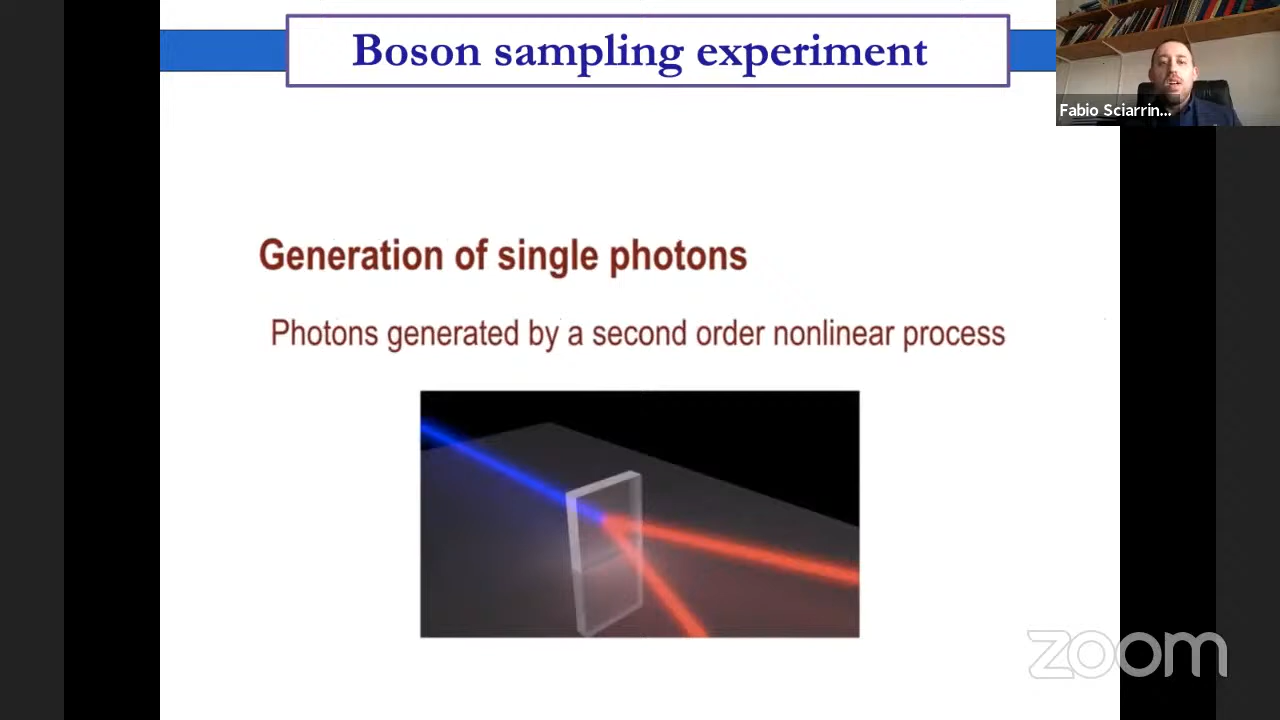 Boson sampling experiment
Fabio Sciarrin...
Generation of single photons
Photons generated by a second order nonlinear process
zoom